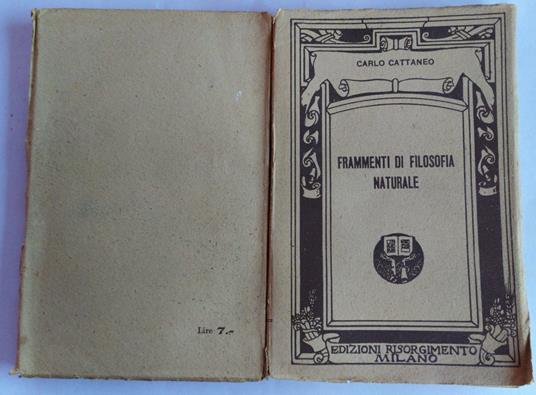 Lire 7.-
CARLO CATTANEO
FRAMMENTI DI FILOSOFIA
NATURALE
EDIZIONI RISORGIMENTO
MILANO